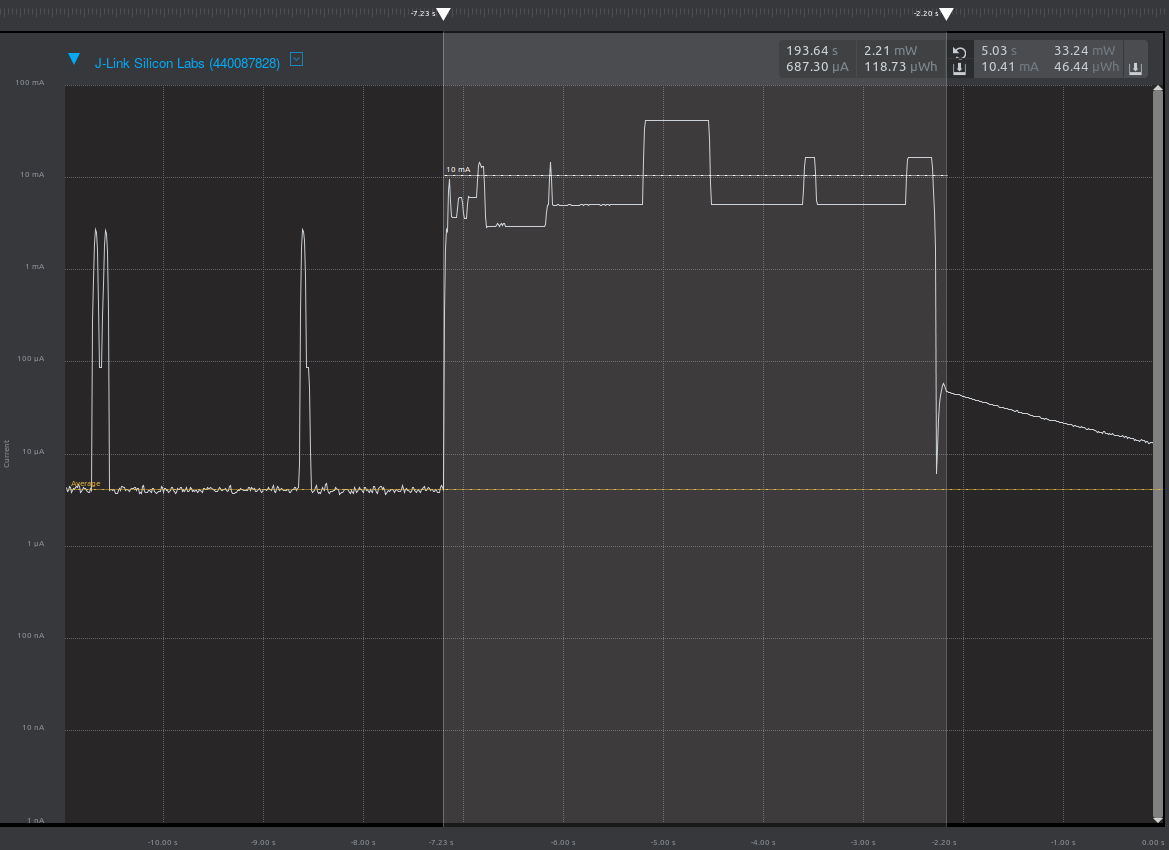 -7.23 s
-2.20 s
J-Link Silicon Labs (440087828)
193.64 s 2.21 mW 5.03 s 33.24 mW
687.30 µA 118.73 µWh 10.41 mA 46.44 µWh
100 mA
10 mA
10 mA
1 mA
100 µA
Current
10 µA
Average
1 µA
100 nA
10 nA
1 nA
-10.00 s -9.00 s -8.00 s -7.23 s -6.00 s -5.00 s -4.00 s -3.00 s -2.20 s -1.00 s 0.00 s